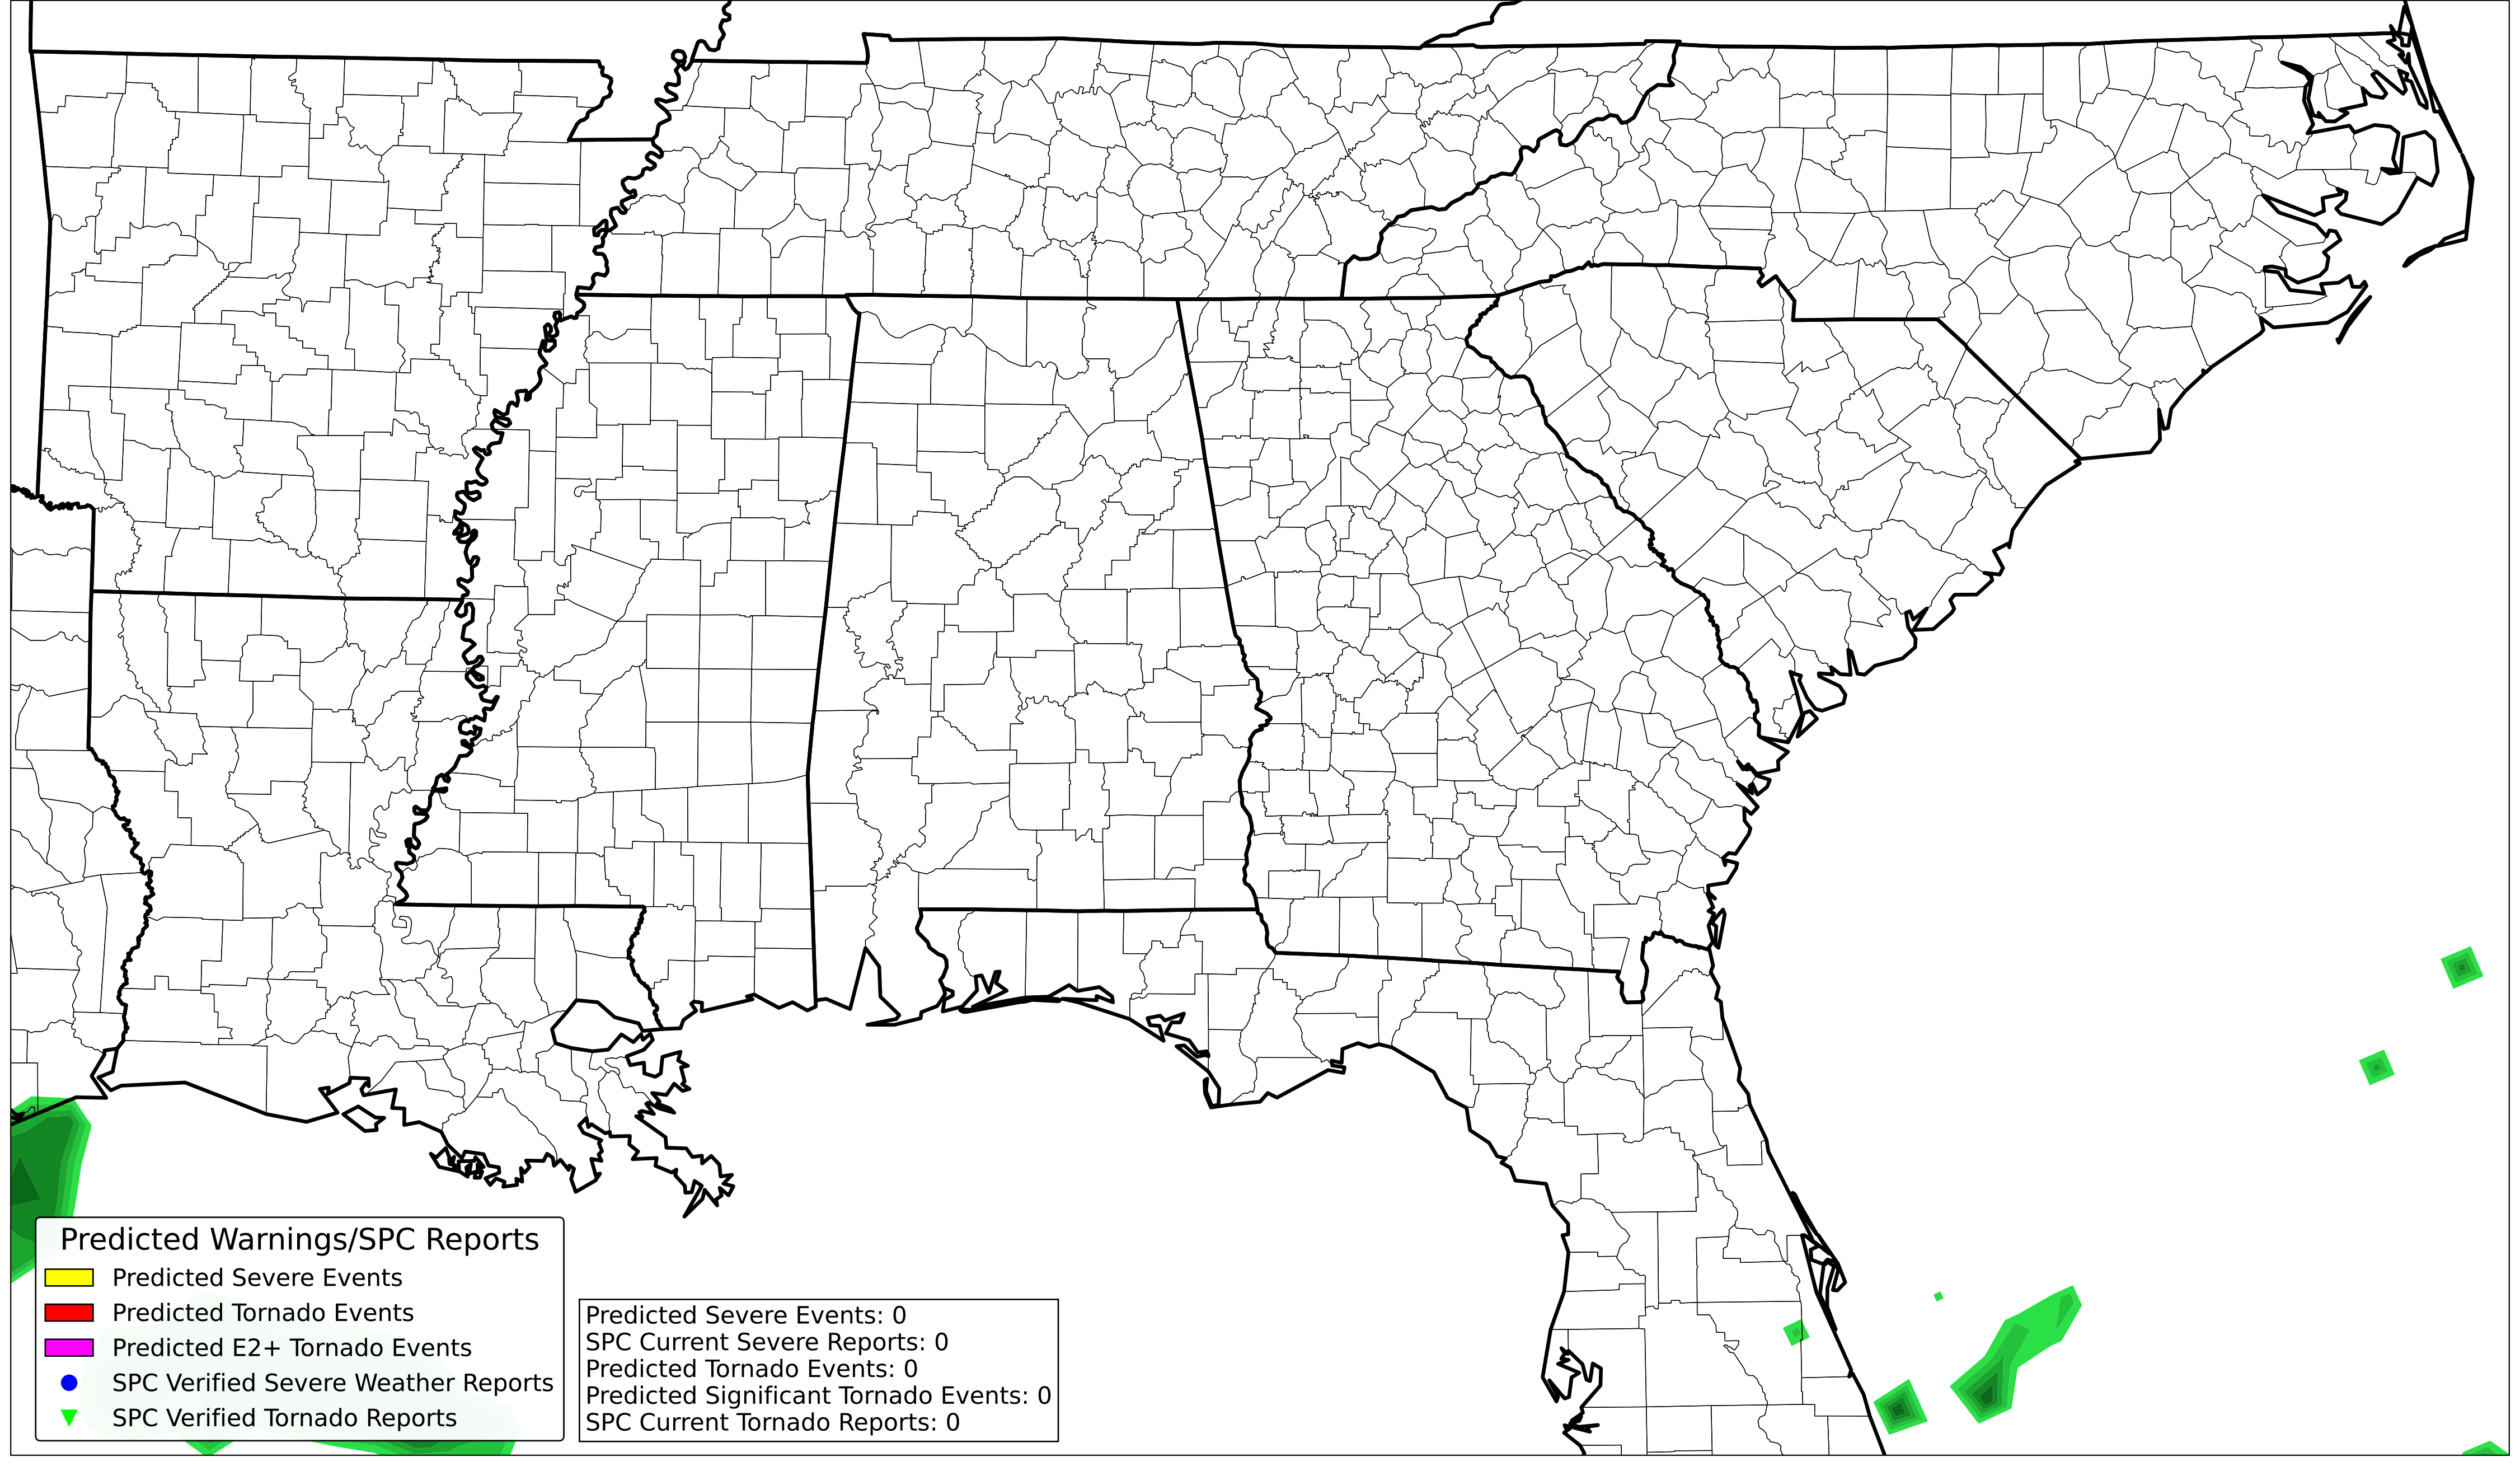 Predicted Warnings/SPC Reports
Predicted Severe Events
Predicted Tornado Events
Predicted E2+ Tornado Events
SPC Verified Severe Weather Reports
SPC Verified Tornado Reports
Predicted Severe Events: 0
SPC Current Severe Reports: 0
Predicted Tornado Events: 0
Predicted Significant Tornado Events: 0
SPC Current Tornado Reports: 0